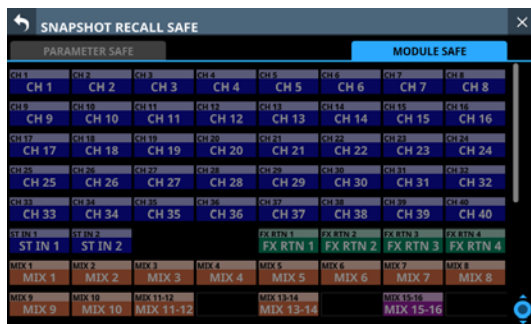 SNAPSHOT RECALL SAFE
PARAMETER SAFE MODULE SAFE
CH 1 CH 2 CH 3 CH 4 CH 5 CH 6 CH 7 CH 8
CH 1 CH 2 CH 3 CH 4 CH 5 CH 6 CH 7 CH 8
CH 9 CH 10 CH 11 CH 12 CH 13 CH 14 CH 15 CH 16
CH 9 CH 10 CH 11 CH 12 CH 13 CH 14 CH 15 CH 16
CH 17 CH 18 CH 19 CH 20 CH 21 CH 22 CH 23 CH 24
CH 17 CH 18 CH 19 CH 20 CH 21 CH 22 CH 23 CH 24
CH 25 CH 26 CH 27 CH 28 CH 29 CH 30 CH 31 CH 32
CH 25 CH 26 CH 27 CH 28 CH 29 CH 30 CH 31 CH 32
CH 33 CH 34 CH 35 CH 36 CH 37 CH 38 CH 39 CH 40
CH 33 CH 34 CH 35 CH 36 CH 37 CH 38 CH 39 CH 40
ST IN 1 ST IN 2 FX RTN 1 FX RTN 2 FX RTN 3 FX RTN 4
ST IN 1 ST IN 2 FX RTN 1 FX RTN 2 FX RTN 3 FX RTN 4
MIX 1 MIX 2 MIX 3 MIX 4 MIX 5 MIX 6 MIX 7 MIX 8
MIX 1 MIX 2 MIX 3 MIX 4 MIX 5 MIX 6 MIX 7 MIX 8
MIX 9 MIX 10 MIX 11-12 MIX 13-14 MIX 15-16
MIX 9 MIX 10 MIX 11-12 MIX 13-14 MIX 15-16